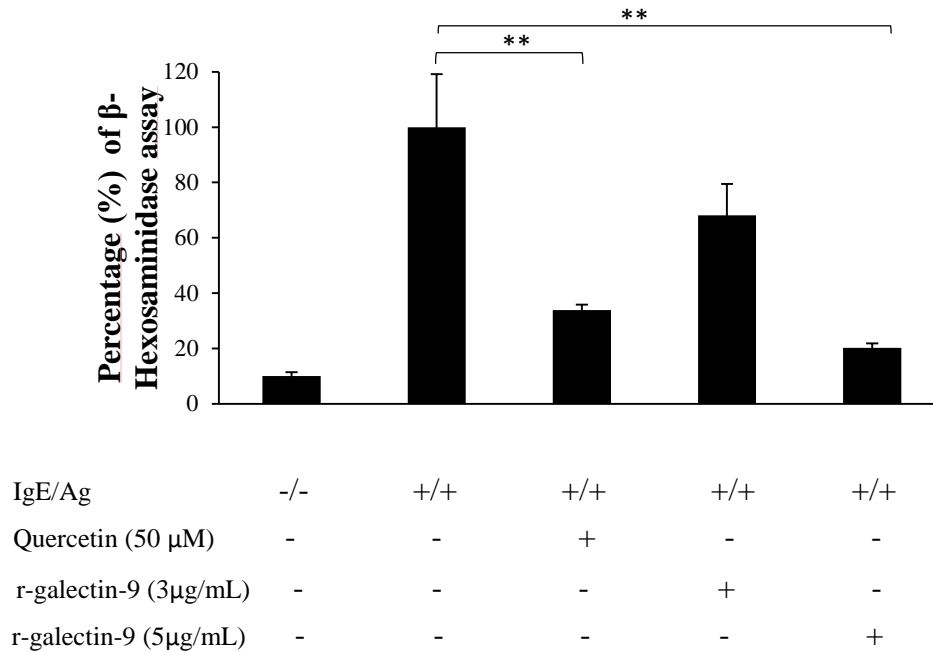 **
**
120
100
80
60
40
20
0
Percentage (%) of β-
Hexosaminidase assay
IgE/Ag -/- +/+ +/+ +/+ +/+
Quercetin (50 μM) - - + - -
r-galectin-9 (3μg/mL) - - - + -
r-galectin-9 (5μg/mL) - - - - +